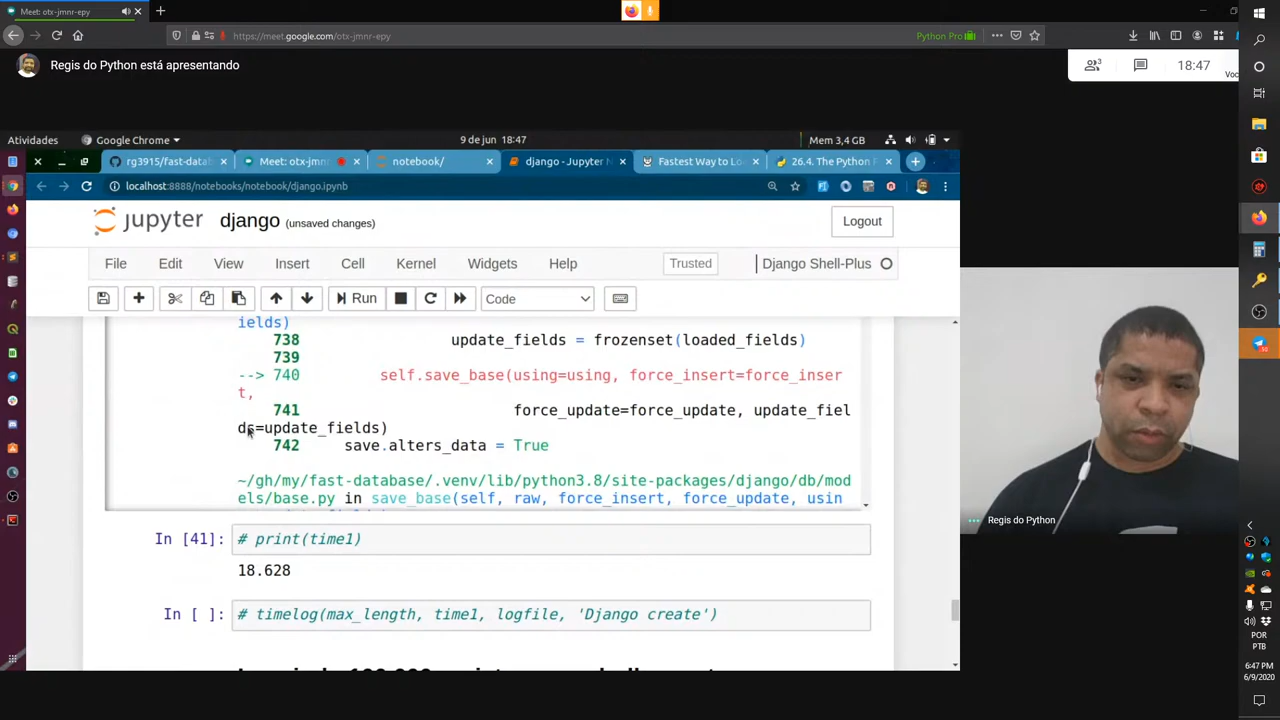 Meet: otx-jmnr-epy
https://meet.google.com/otx-jmnr-epy
Python Pro
Regis do Python está apresentando
3
18:47
Voc
Atividades
Google Chrome
9 de jun 18:47
Mem 3,4 GB
rg3915/fast-datab
Meet: otx-jmn
notebook/
django - Jupyter N
Fastest Way to Lo
26.4. The Python P
localhost:8888/notebooks/notebook/django.ipynb
jupyter
django (unsaved changes)
Logout
File
Edit
View
Insert
Cell
Kernel
Widgets
Help
Trusted
Django Shell-Plus
Run
Code
ields)
738 update_fields = frozenset(loaded_fields)
739
--> 740 self.save_base(using=using, force_insert=force_inser
t,
741 force_update=force_update, update_fiel
ds=update_fields)
742 save.alters_data = True
~/gh/my/fast-database/.venv/lib/python3.8/site-packages/django/db/mod
els/base.py in save_base(self, raw, force_insert, force_update, usin
In [41]: # print(time1)
18.628
In [ ]: # timelog(max_length, time1, logfile, 'Django create')
Regis do Python
POR
PTB
6:47 PM
6/9/2020